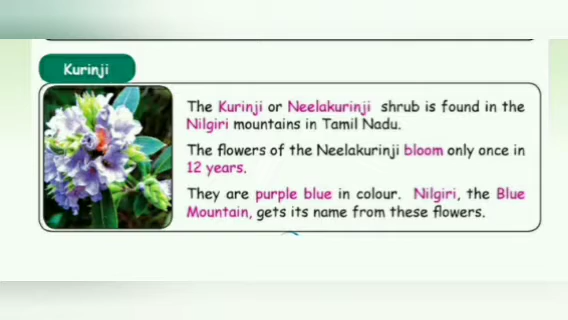 Kurinji
The Kurinji or Neelakurinji shrub is found in the
Nilgiri mountains in Tamil Nadu.
The flowers of the Neelakurinji bloom only once in
12 years.
They are purple blue in colour. Nilgiri, the Blue
Mountain, gets its name from these flowers.